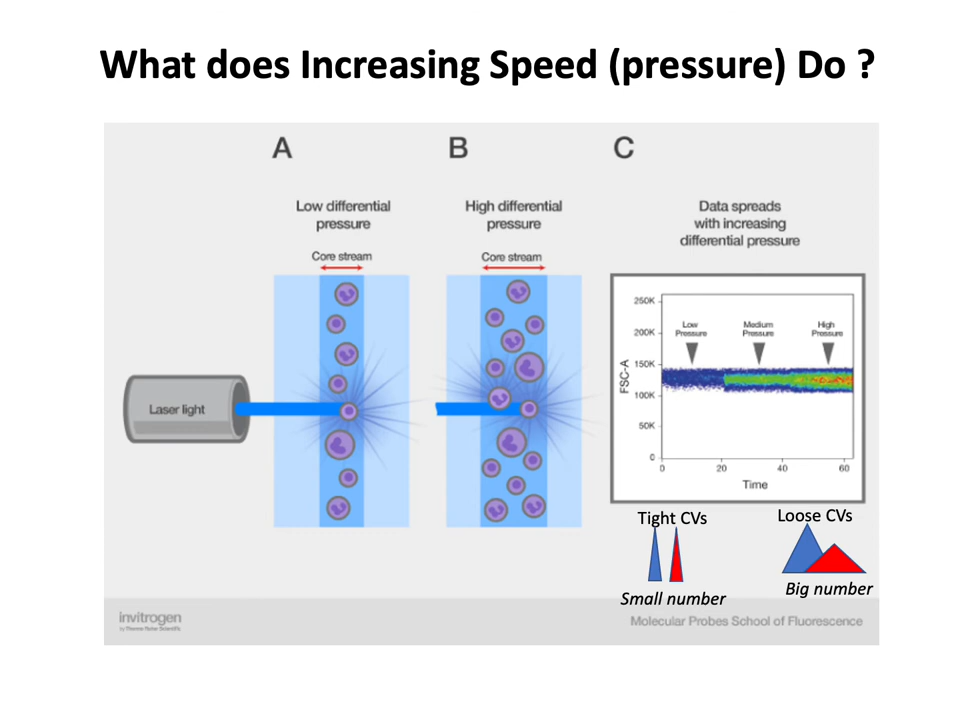 What does Increasing Speed (pressure) Do ?
A
Low differential
pressure
Core stream
B
High differential
pressure
Core stream
C
Data spreads
with increasing
differential pressure
Laser light
250K
200K
150K
100K
50K
0
FSC-A
Low
Pressure
Medium
Pressure
High
Pressure
0 20 40 60
Time
Tight CVs
Small number
Loose CVs
Big number
invitrogen
by Thermo Fisher Scientific
Molecular Probes School of Fluorescence